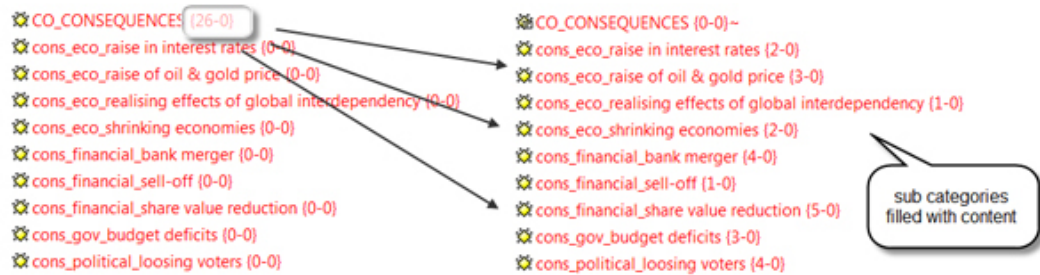 CO_CONSEQUENCES {26-0}
cons_eco_raise in interest rates {0-0}
cons_eco_raise of oil & gold price {0-0}
cons_eco_realising effects of global interdependency {0-0}
cons_eco_shrinking economies {0-0}
cons_financial_bank merger {0-0}
cons_financial_sell-off {0-0}
cons_financial_share value reduction {0-0}
cons_gov_budget deficits {0-0}
cons_political_loosing voters {0-0}
CO_CONSEQUENCES {0-0}~
cons_eco_raise in interest rates {2-0}
cons_eco_raise of oil & gold price {3-0}
cons_eco_realising effects of global interdependency {1-0}
cons_eco_shrinking economies {2-0}
cons_financial_bank merger {4-0}
cons_financial_sell-off {1-0}
cons_financial_share value reduction {5-0}
cons_gov_budget deficits {3-0}
cons_political_loosing voters {4-0}
sub categories
filled with content